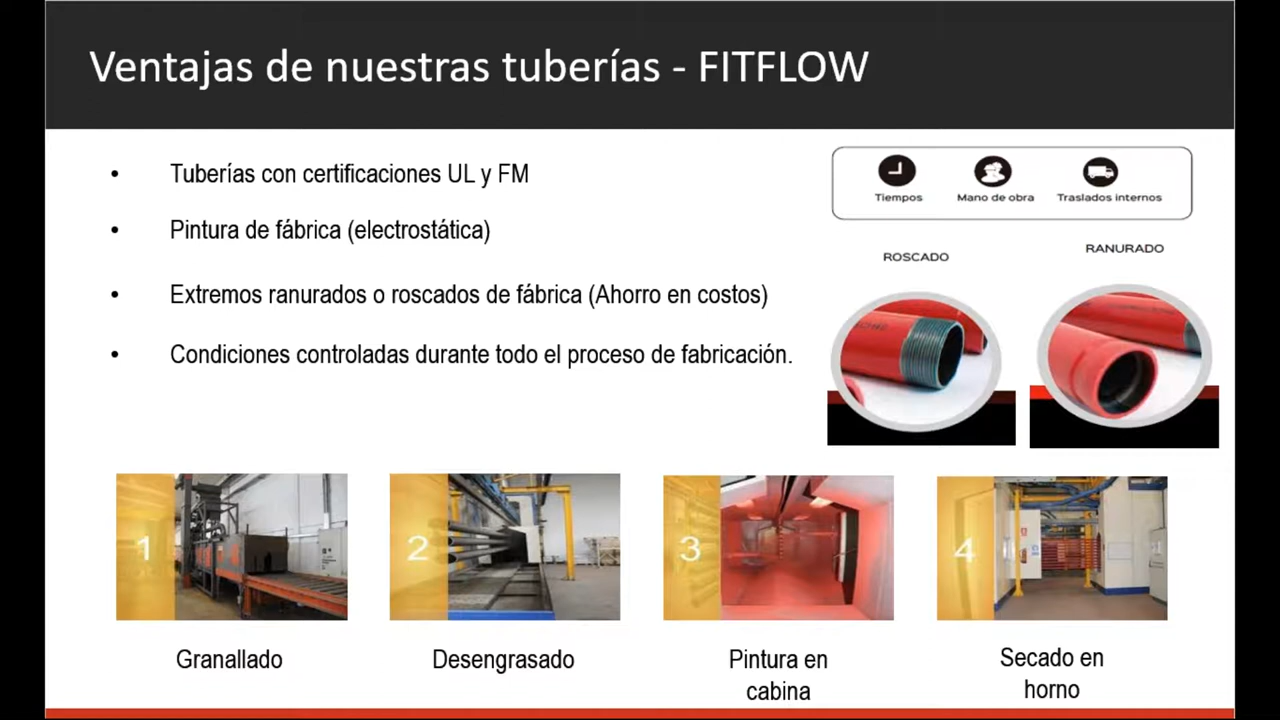 Ventajas de nuestras tuberías - FITFLOW
• Tuberías con certificaciones UL y FM
• Pintura de fábrica (electrostática)
• Extremos ranurados o roscados de fábrica (Ahorro en costos)
• Condiciones controladas durante todo el proceso de fabricación.
Tiempos Mano de obra Traslados internos
ROSCADO RANURADO
1 2 3 4
Granallado
Desengrasado
Pintura en
cabina
Secado en
horno